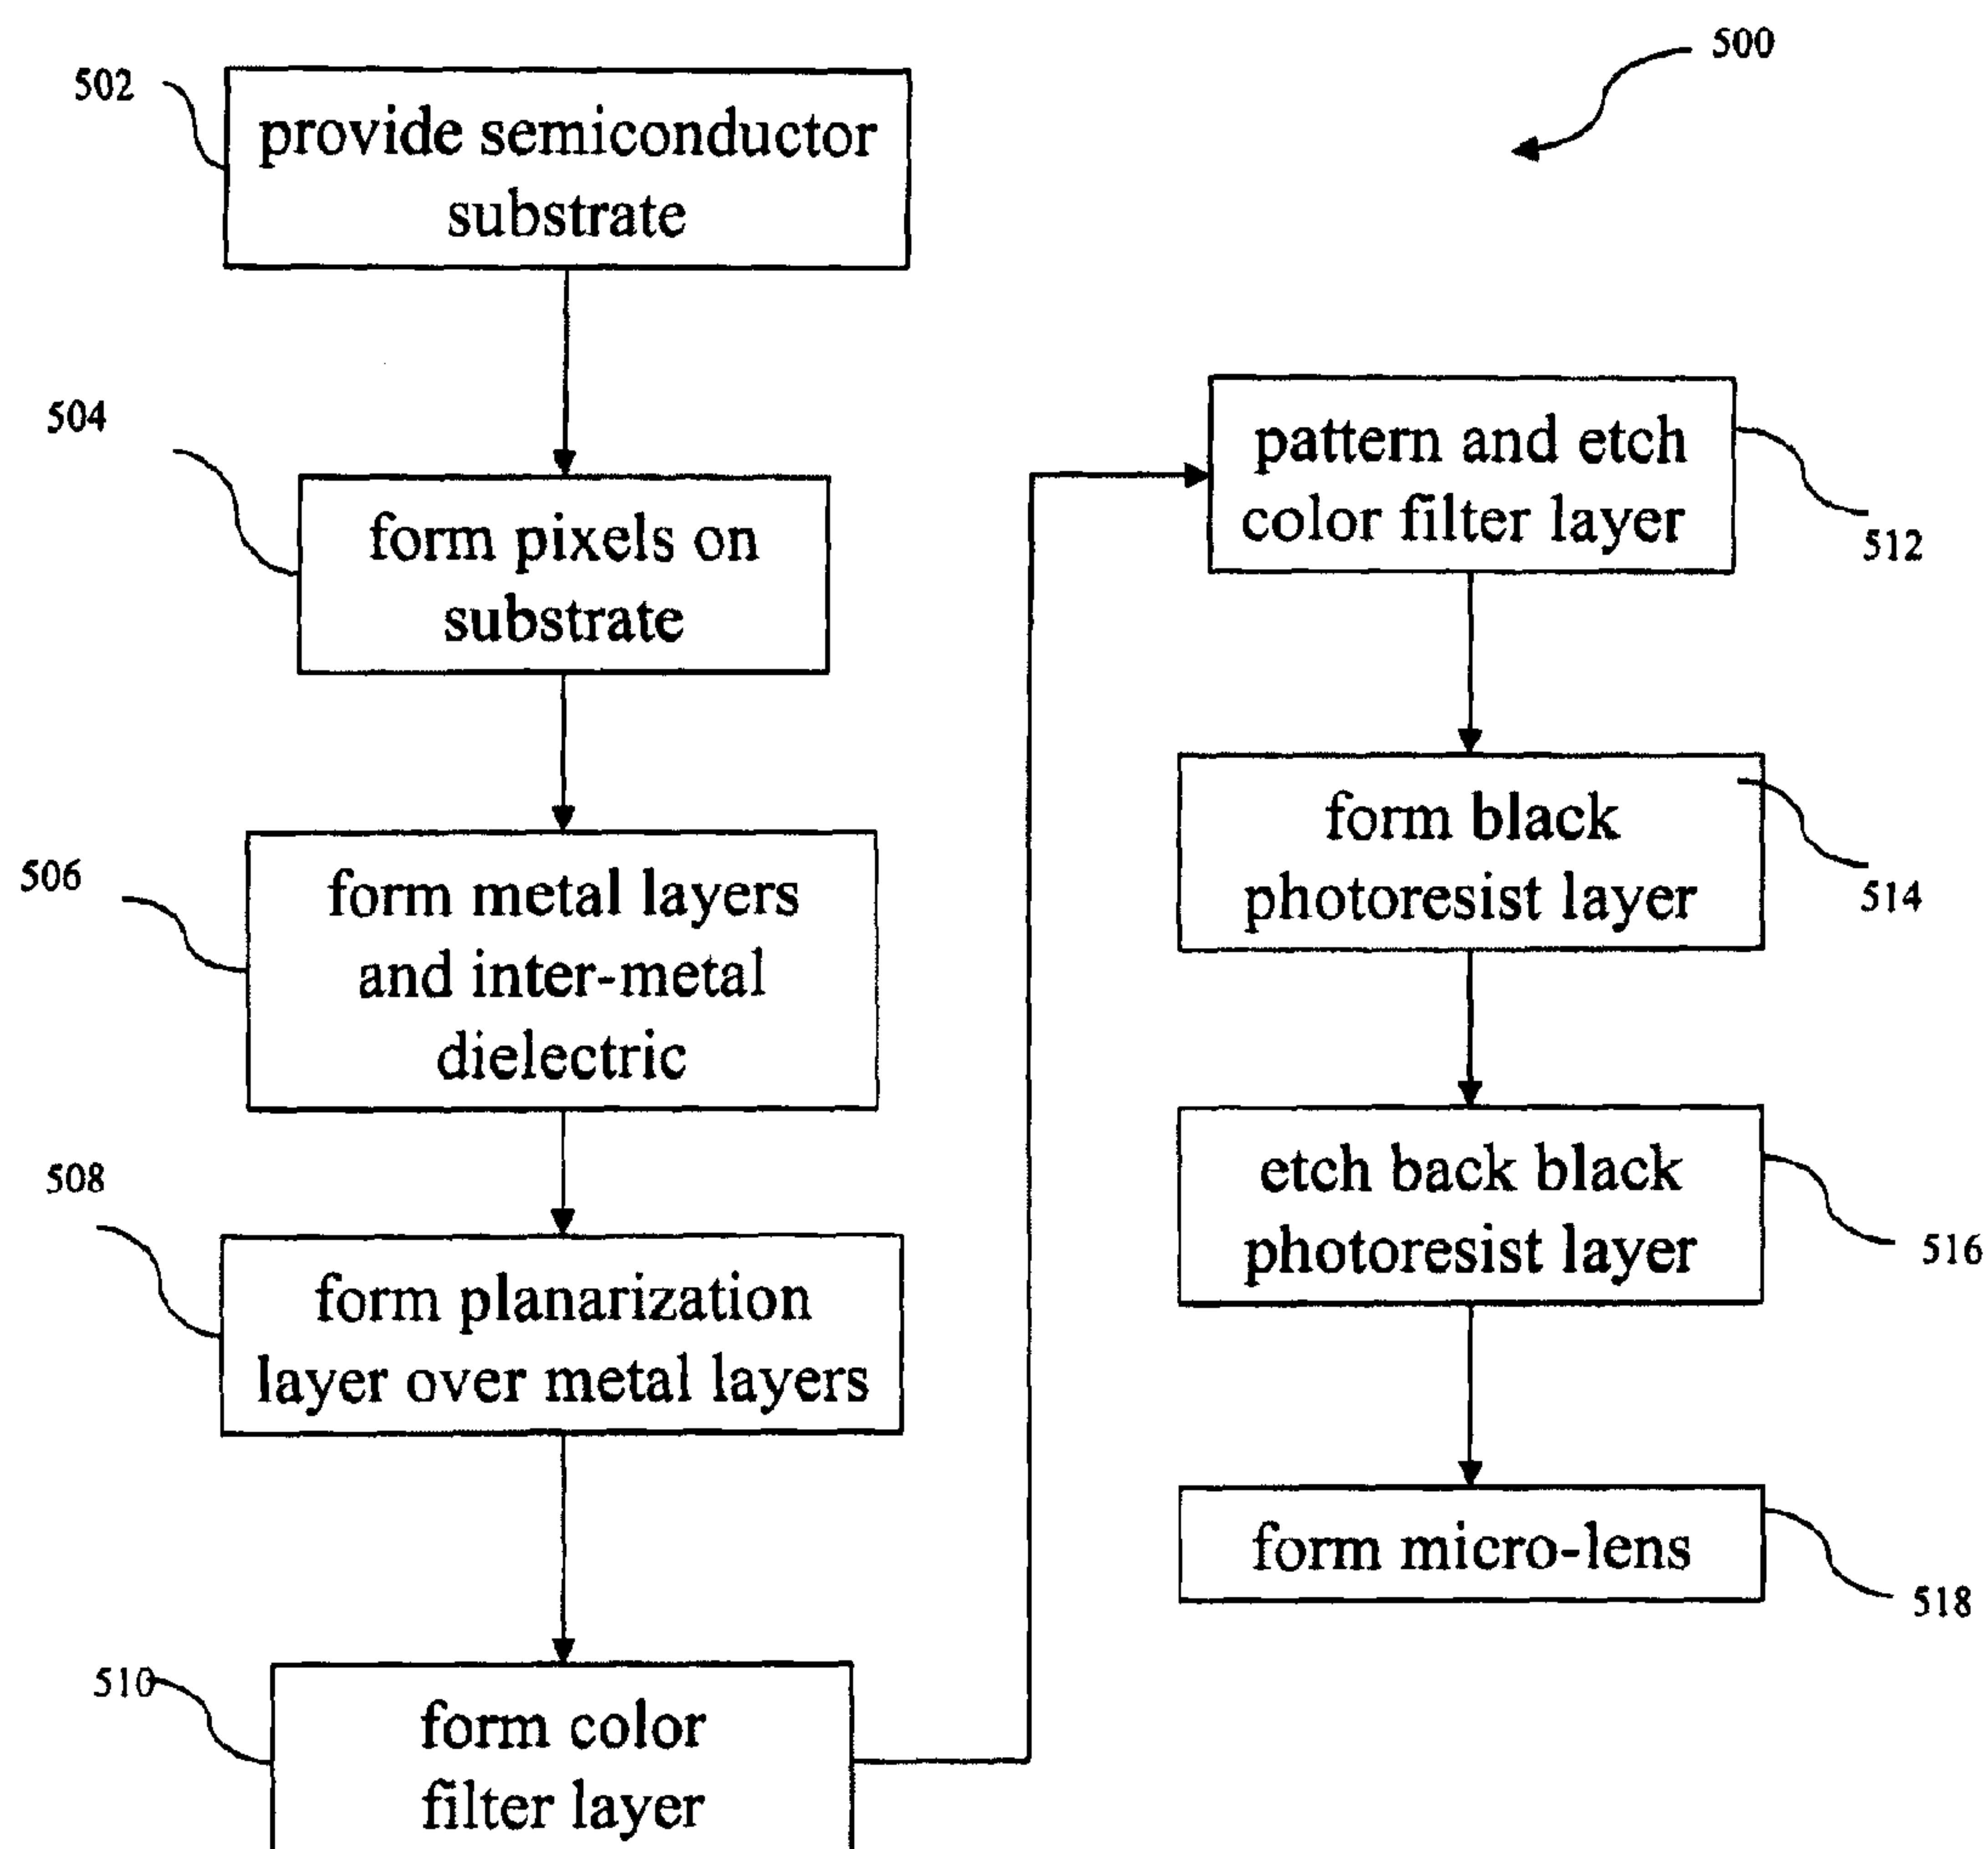 500
502
provide semiconductor
substrate
504
form pixels on
substrate
506
form metal layers
and inter-metal
dielectric
508
form planarization
layer over metal layers
510
form color
filter layer
pattern and etch
color filter layer
512
form black
photoresist layer
514
etch back black
photoresist layer
516
form micro-lens
518